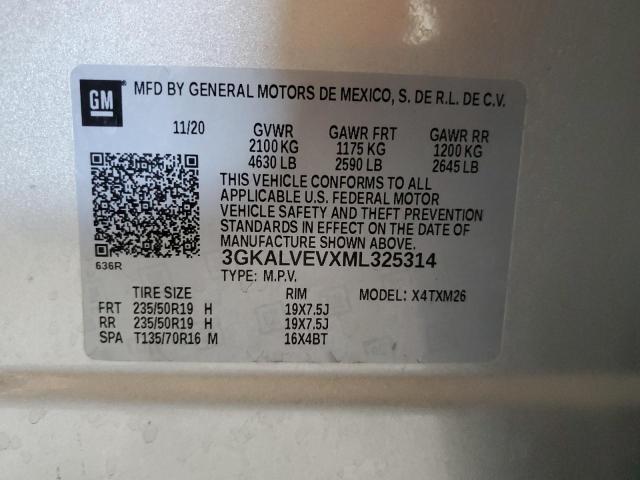 GM
MFD BY GENERAL MOTORS DE MEXICO, S. DE R.L. DE C.V.
11/20 GVWR GAWR FRT GAWR RR
2100 KG 1175 KG 1200 KG
4630 LB 2590 LB 2645 LB
THIS VEHICLE CONFORMS TO ALL
APPLICABLE U.S. FEDERAL MOTOR
VEHICLE SAFETY AND THEFT PREVENTION
STANDARDS IN EFFECT ON THE DATE OF
MANUFACTURE SHOWN ABOVE.
636R
3GKALVEVXML325314
TYPE: M.P.V.
TIRE SIZE RIM MODEL: X4TXM26
FRT 235/50R19 H 19X7.5J
RR 235/50R19 H 19X7.5J
SPA T135/70R16 M 16X4BT